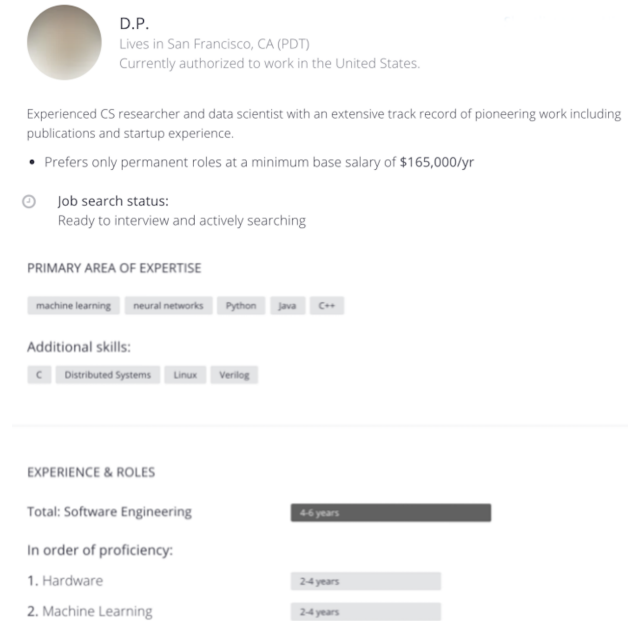 D.P.
Lives in San Francisco, CA (PDT)
Currently authorized to work in the United States.
Experienced CS researcher and data scientist with an extensive track record of pioneering work including
publications and startup experience.
• Prefers only permanent roles at a minimum base salary of $165,000/yr
Job search status:
Ready to interview and actively searching
PRIMARY AREA OF EXPERTISE
machine learning neural networks Python Java C++
Additional skills:
C Distributed Systems Linux Verilog
EXPERIENCE & ROLES
Total: Software Engineering 4-6 years
In order of proficiency:
1. Hardware 2-4 years
2. Machine Learning 2-4 years